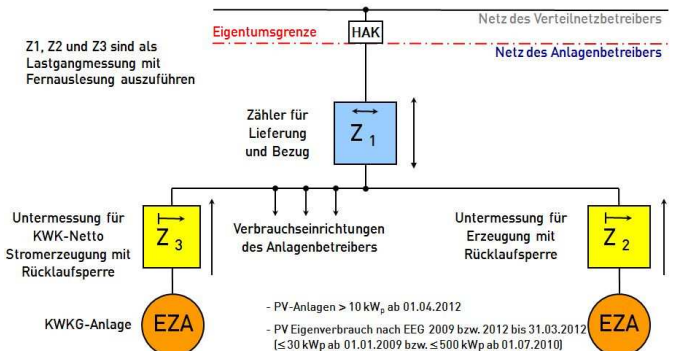 Netz des Verteilnetzbetreibers
Eigentumsgrenze
HAK
Netz des Anlagenbetreibers
Z1, Z2 und Z3 sind als
Lastgangmessung mit
Fernauslesung auszuführen
Zähler für
Lieferung
und Bezug
Z 1
Untermessung für
KWK-Netto
Stromerzeugung mit
Rücklaufsperre
Z 3
Verbrauchseinrichtungen
des Anlagenbetreibers
Untermessung für
Erzeugung mit
Rücklaufsperre
Z 2
KWKG-Anlage
EZA
- PV-Anlagen > 10 kWp ab 01.04.2012
- PV Eigenverbrauch nach EEG 2009 bzw. 2012 bis 31.03.2012
(≤ 30 kWp ab 01.01.2009 bzw. ≤ 500 kWp ab 01.07.2010)
EZA